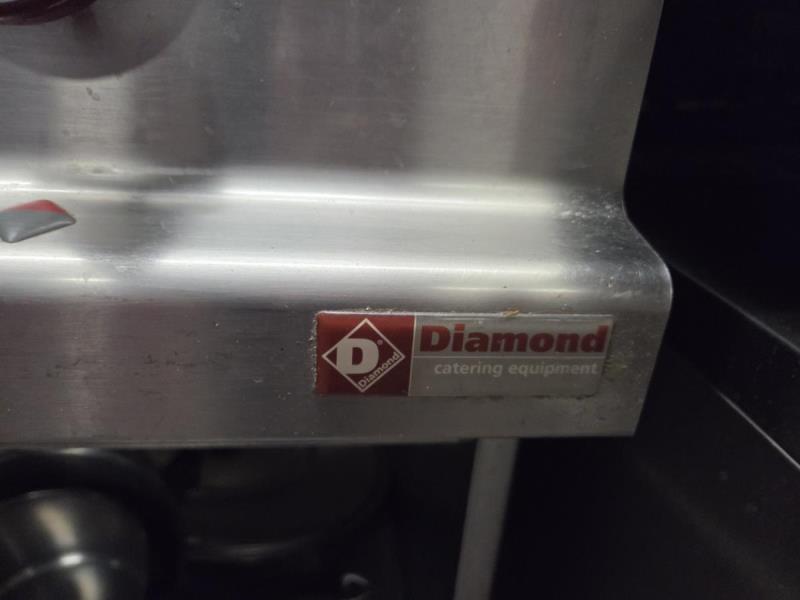 D®
Diamond
Diamond
catering equipment